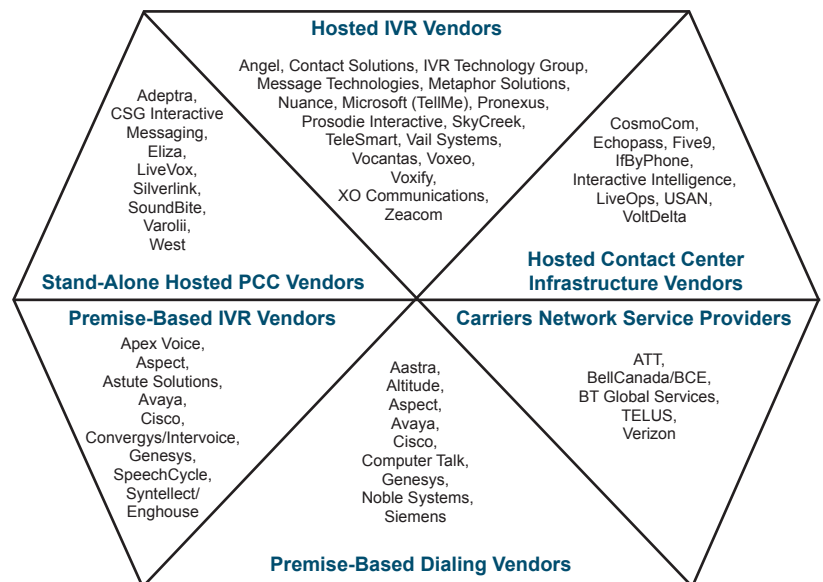 Hosted IVR Vendors
Angel, Contact Solutions, IVR Technology Group,
Message Technologies, Metaphor Solutions,
Nuance, Microsoft (TellMe), Pronexus,
Prosodie Interactive, SkyCreek,
TeleSmart, Vail Systems,
Vocantas, Voxeo,
Voxify,
XO Communications,
Zeacom
Adeptra,
CSG Interactive
Messaging,
Eliza,
LiveVox,
Silverlink,
SoundBite,
Varolii,
West
Stand-Alone Hosted PCC Vendors
CosmoCom,
Echopass, Five9,
IfByPhone,
Interactive Intelligence,
LiveOps, USAN,
VoltDelta
Hosted Contact Center
Infrastructure Vendors
Premise-Based IVR Vendors
Apex Voice,
Aspect,
Astute Solutions,
Avaya,
Cisco,
Convergys/Intervoice,
Genesys,
SpeechCycle,
Syntellect/
Enghouse
Aastra,
Altitude,
Aspect,
Avaya,
Cisco,
Computer Talk,
Genesys,
Noble Systems,
Siemens
Premise-Based Dialing Vendors
Carriers Network Service Providers
ATT,
BellCanada/BCE,
BT Global Services,
TELUS,
Verizon